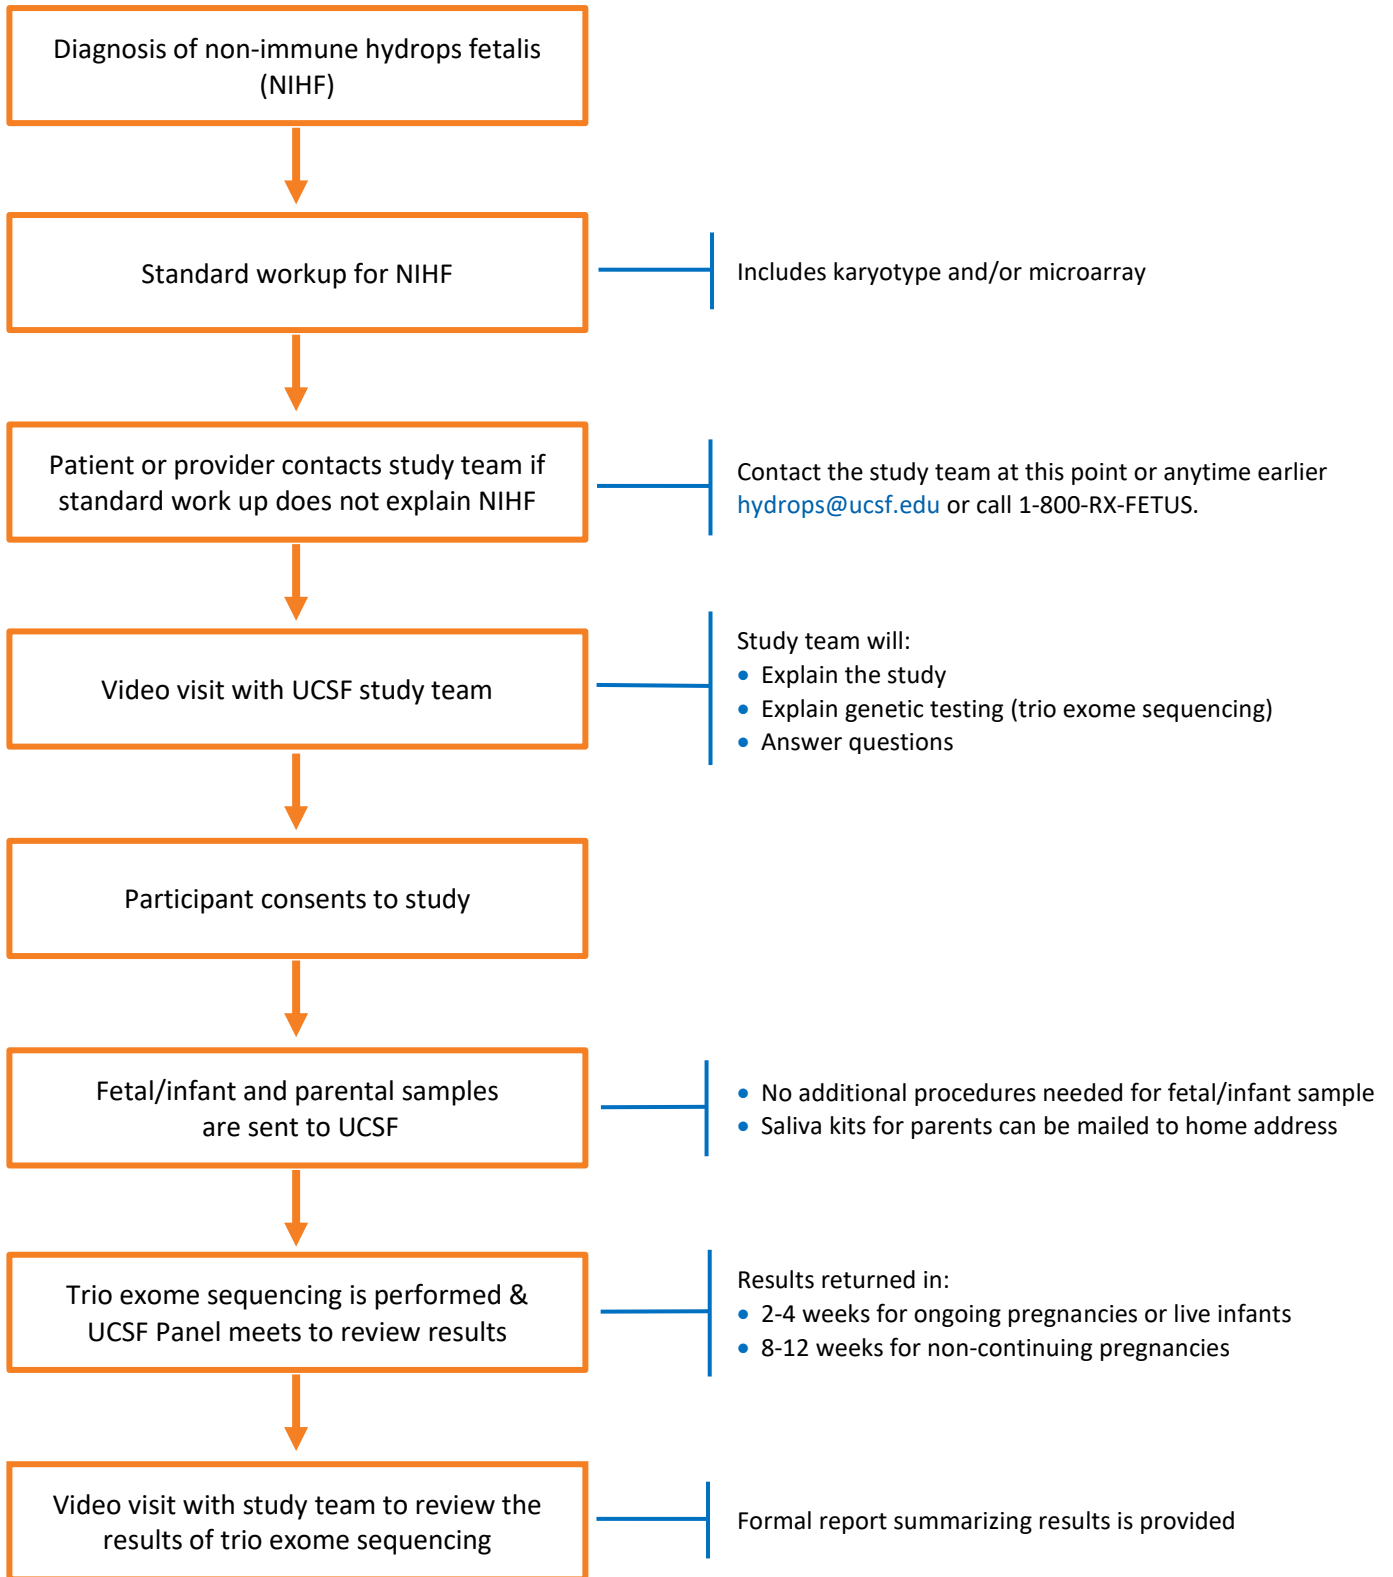 Diagnosis of non-immune hydrops fetalis
(NIHF)
Standard workup for NIHF
Includes karyotype and/or microarray
Patient or provider contacts study team if
standard work up does not explain NIHF
Contact the study team at this point or anytime earlier
hydrops@ucsf.edu or call 1-800-RX-FETUS.
Video visit with UCSF study team
Study team will:
• Explain the study
• Explain genetic testing (trio exome sequencing)
• Answer questions
Participant consents to study
Fetal/infant and parental samples
are sent to UCSF
• No additional procedures needed for fetal/infant sample
• Saliva kits for parents can be mailed to home address
Trio exome sequencing is performed &
UCSF Panel meets to review results
Results returned in:
• 2-4 weeks for ongoing pregnancies or live infants
• 8-12 weeks for non-continuing pregnancies
Video visit with study team to review the
results of trio exome sequencing
Formal report summarizing results is provided